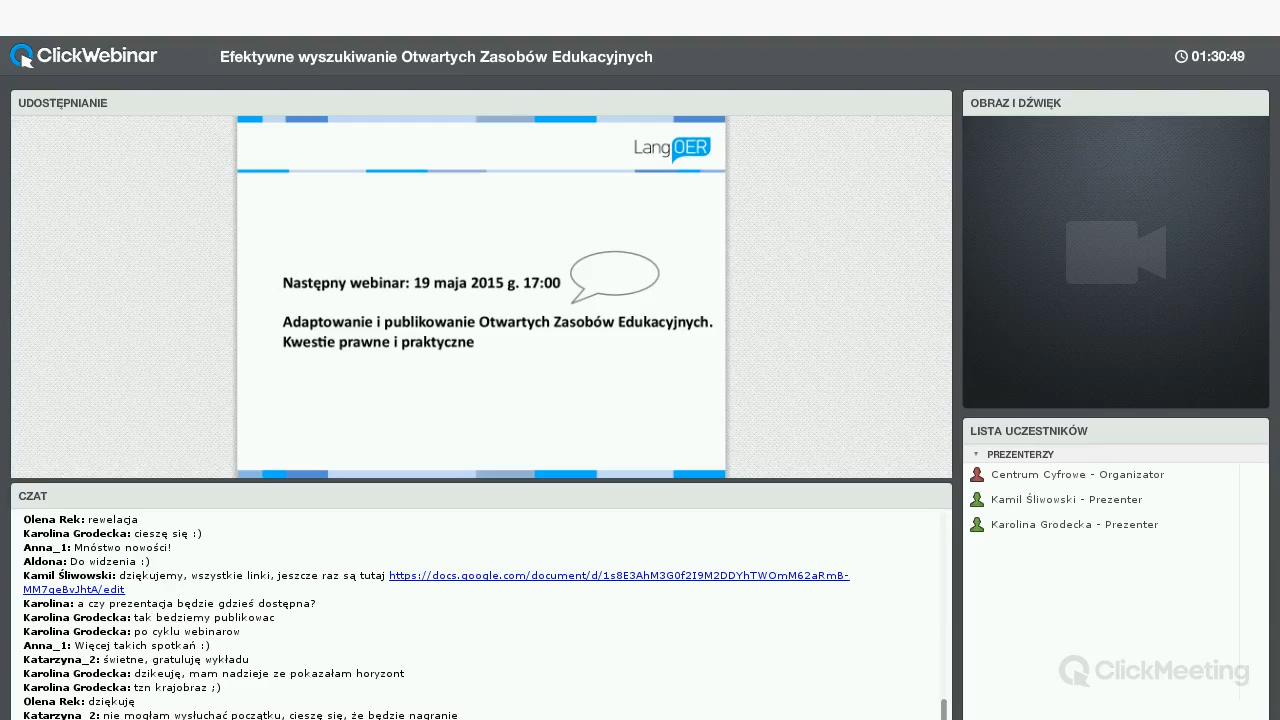 ClickWebinar
Efektywne wyszukiwanie Otwartych Zasobów Edukacyjnych
01:30:49
UDOSTĘPNIANIE
LangOER
Następny webinar: 19 maja 2015 g. 17:00
Adaptowanie i publikowanie Otwartych Zasobów Edukacyjnych.
Kwestie prawne i praktyczne
OBRAZ I DŹWIĘK
LISTA UCZESTNIKÓW
PREZENTERZY
Centrum Cyfrowe - Organizator
Kamil Śliwowski - Prezenter
Karolina Grodecka - Prezenter
ClickMeeting
CZAT
Olena Rek: rewelacja
Karolina Grodecka: cieszę się :)
Anna_1: Mnóstwo nowości!
Aldona: Do widzenia :)
Kamil Śliwowski: dziękujemy, wszystkie linki, jeszcze raz są tutaj https://docs.google.com/document/d/1s8E3AhM3G0f2I9M2DDYhTWOmM62aRmB-
MM7qeBvJhtA/edit
Karolina: a czy prezentacja będzie gdzieś dostępna?
Karolina Grodecka: tak bedziemy publikowac
Karolina Grodecka: po cyklu webinarow
Anna_1: Więcej takich spotkań :)
Katarzyna_2: świetne, gratuluję wykładu
Karolina Grodecka: dzikeuję, mam nadzieje ze pokazałam horyzont
Karolina Grodecka: tzn krajobraz ;)
Olena Rek: dziękuję
Katarzyna_2: nie mogłam wysłuchać początku, cieszę się, że będzie nagranie